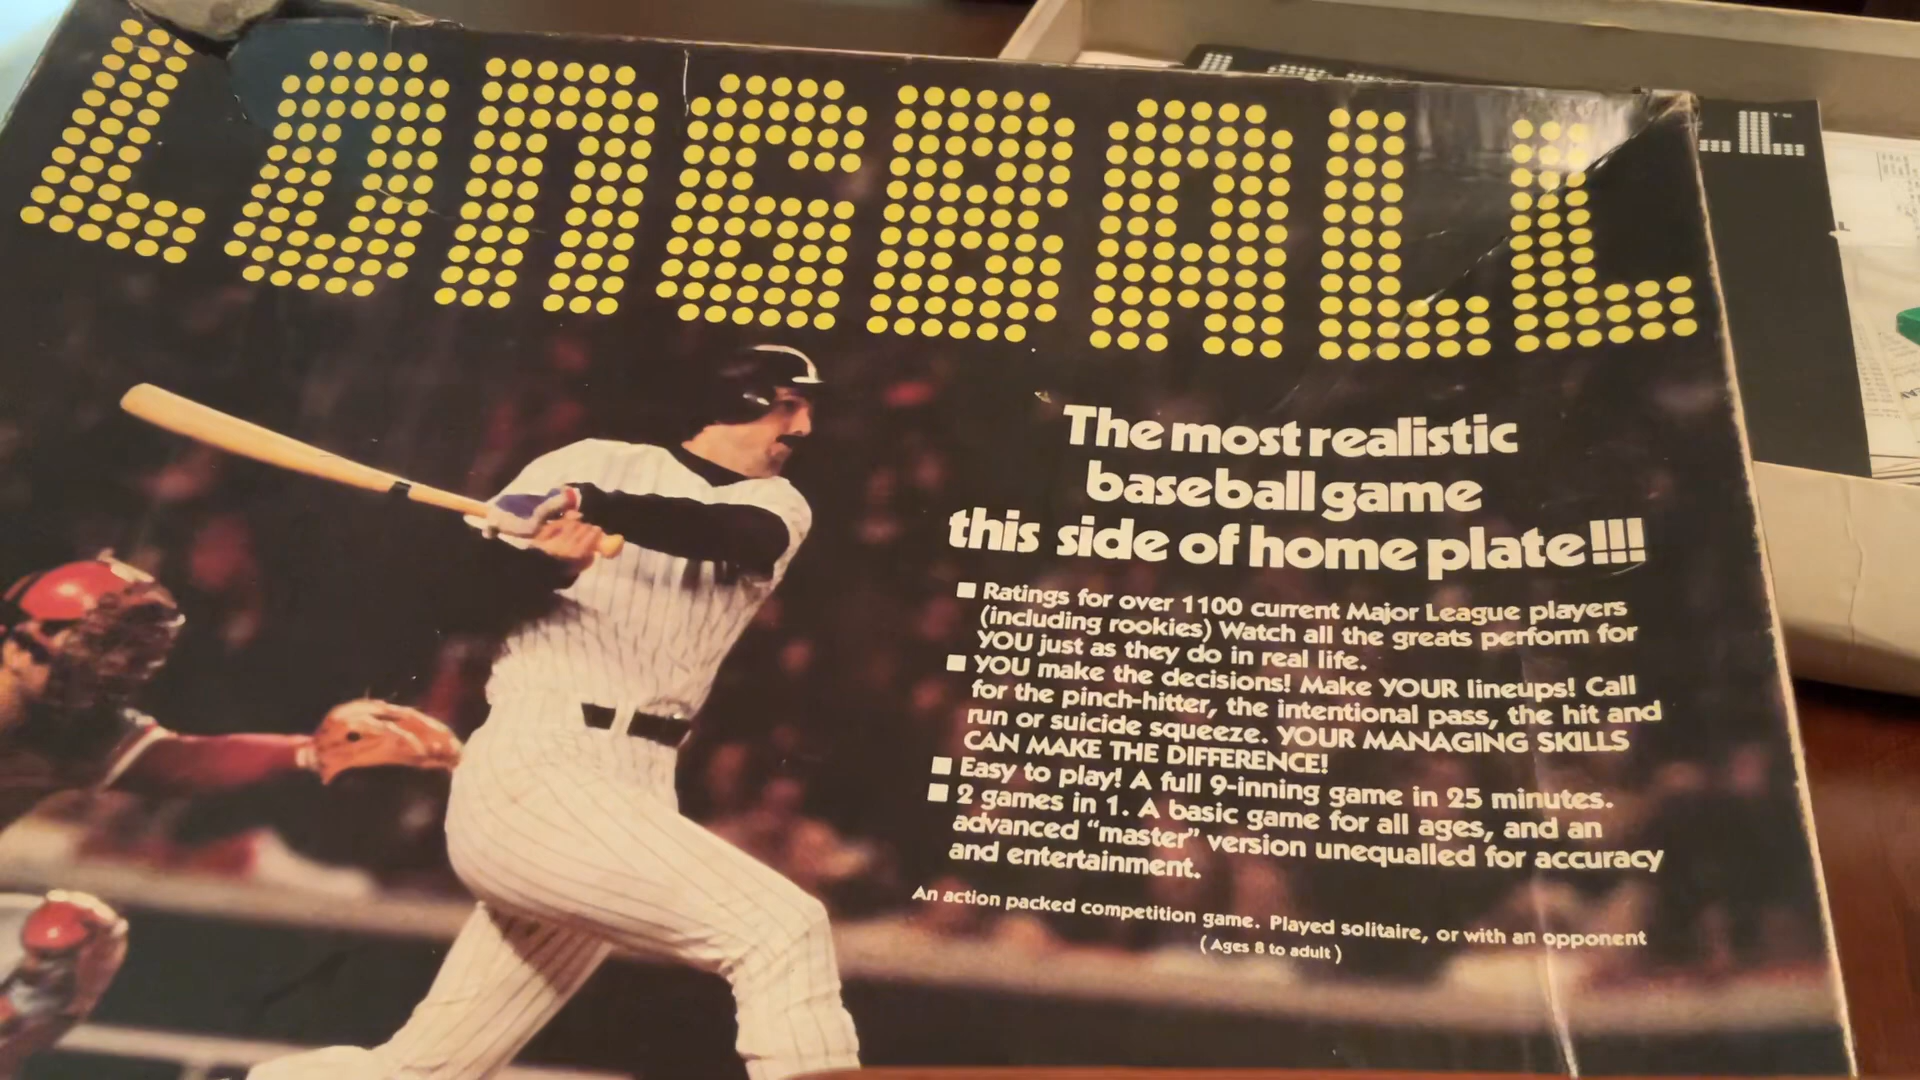 LONGBALL
The most realistic
baseball game
this side of home plate!!!
■ Ratings for over 1100 current Major League players
(including rookies) Watch all the greats perform for
YOU just as they do in real life.
■ YOU make the decisions! Make YOUR lineups! Call
for the pinch-hitter, the intentional pass, the hit and
run or suicide squeeze. YOUR MANAGING SKILLS
CAN MAKE THE DIFFERENCE!
■ Easy to play! A full 9-inning game in 25 minutes.
■ 2 games in 1. A basic game for all ages, and an
advanced "master" version unequalled for accuracy
and entertainment.
An action packed competition game. Played solitaire, or with an opponent
(Ages 8 to adult)